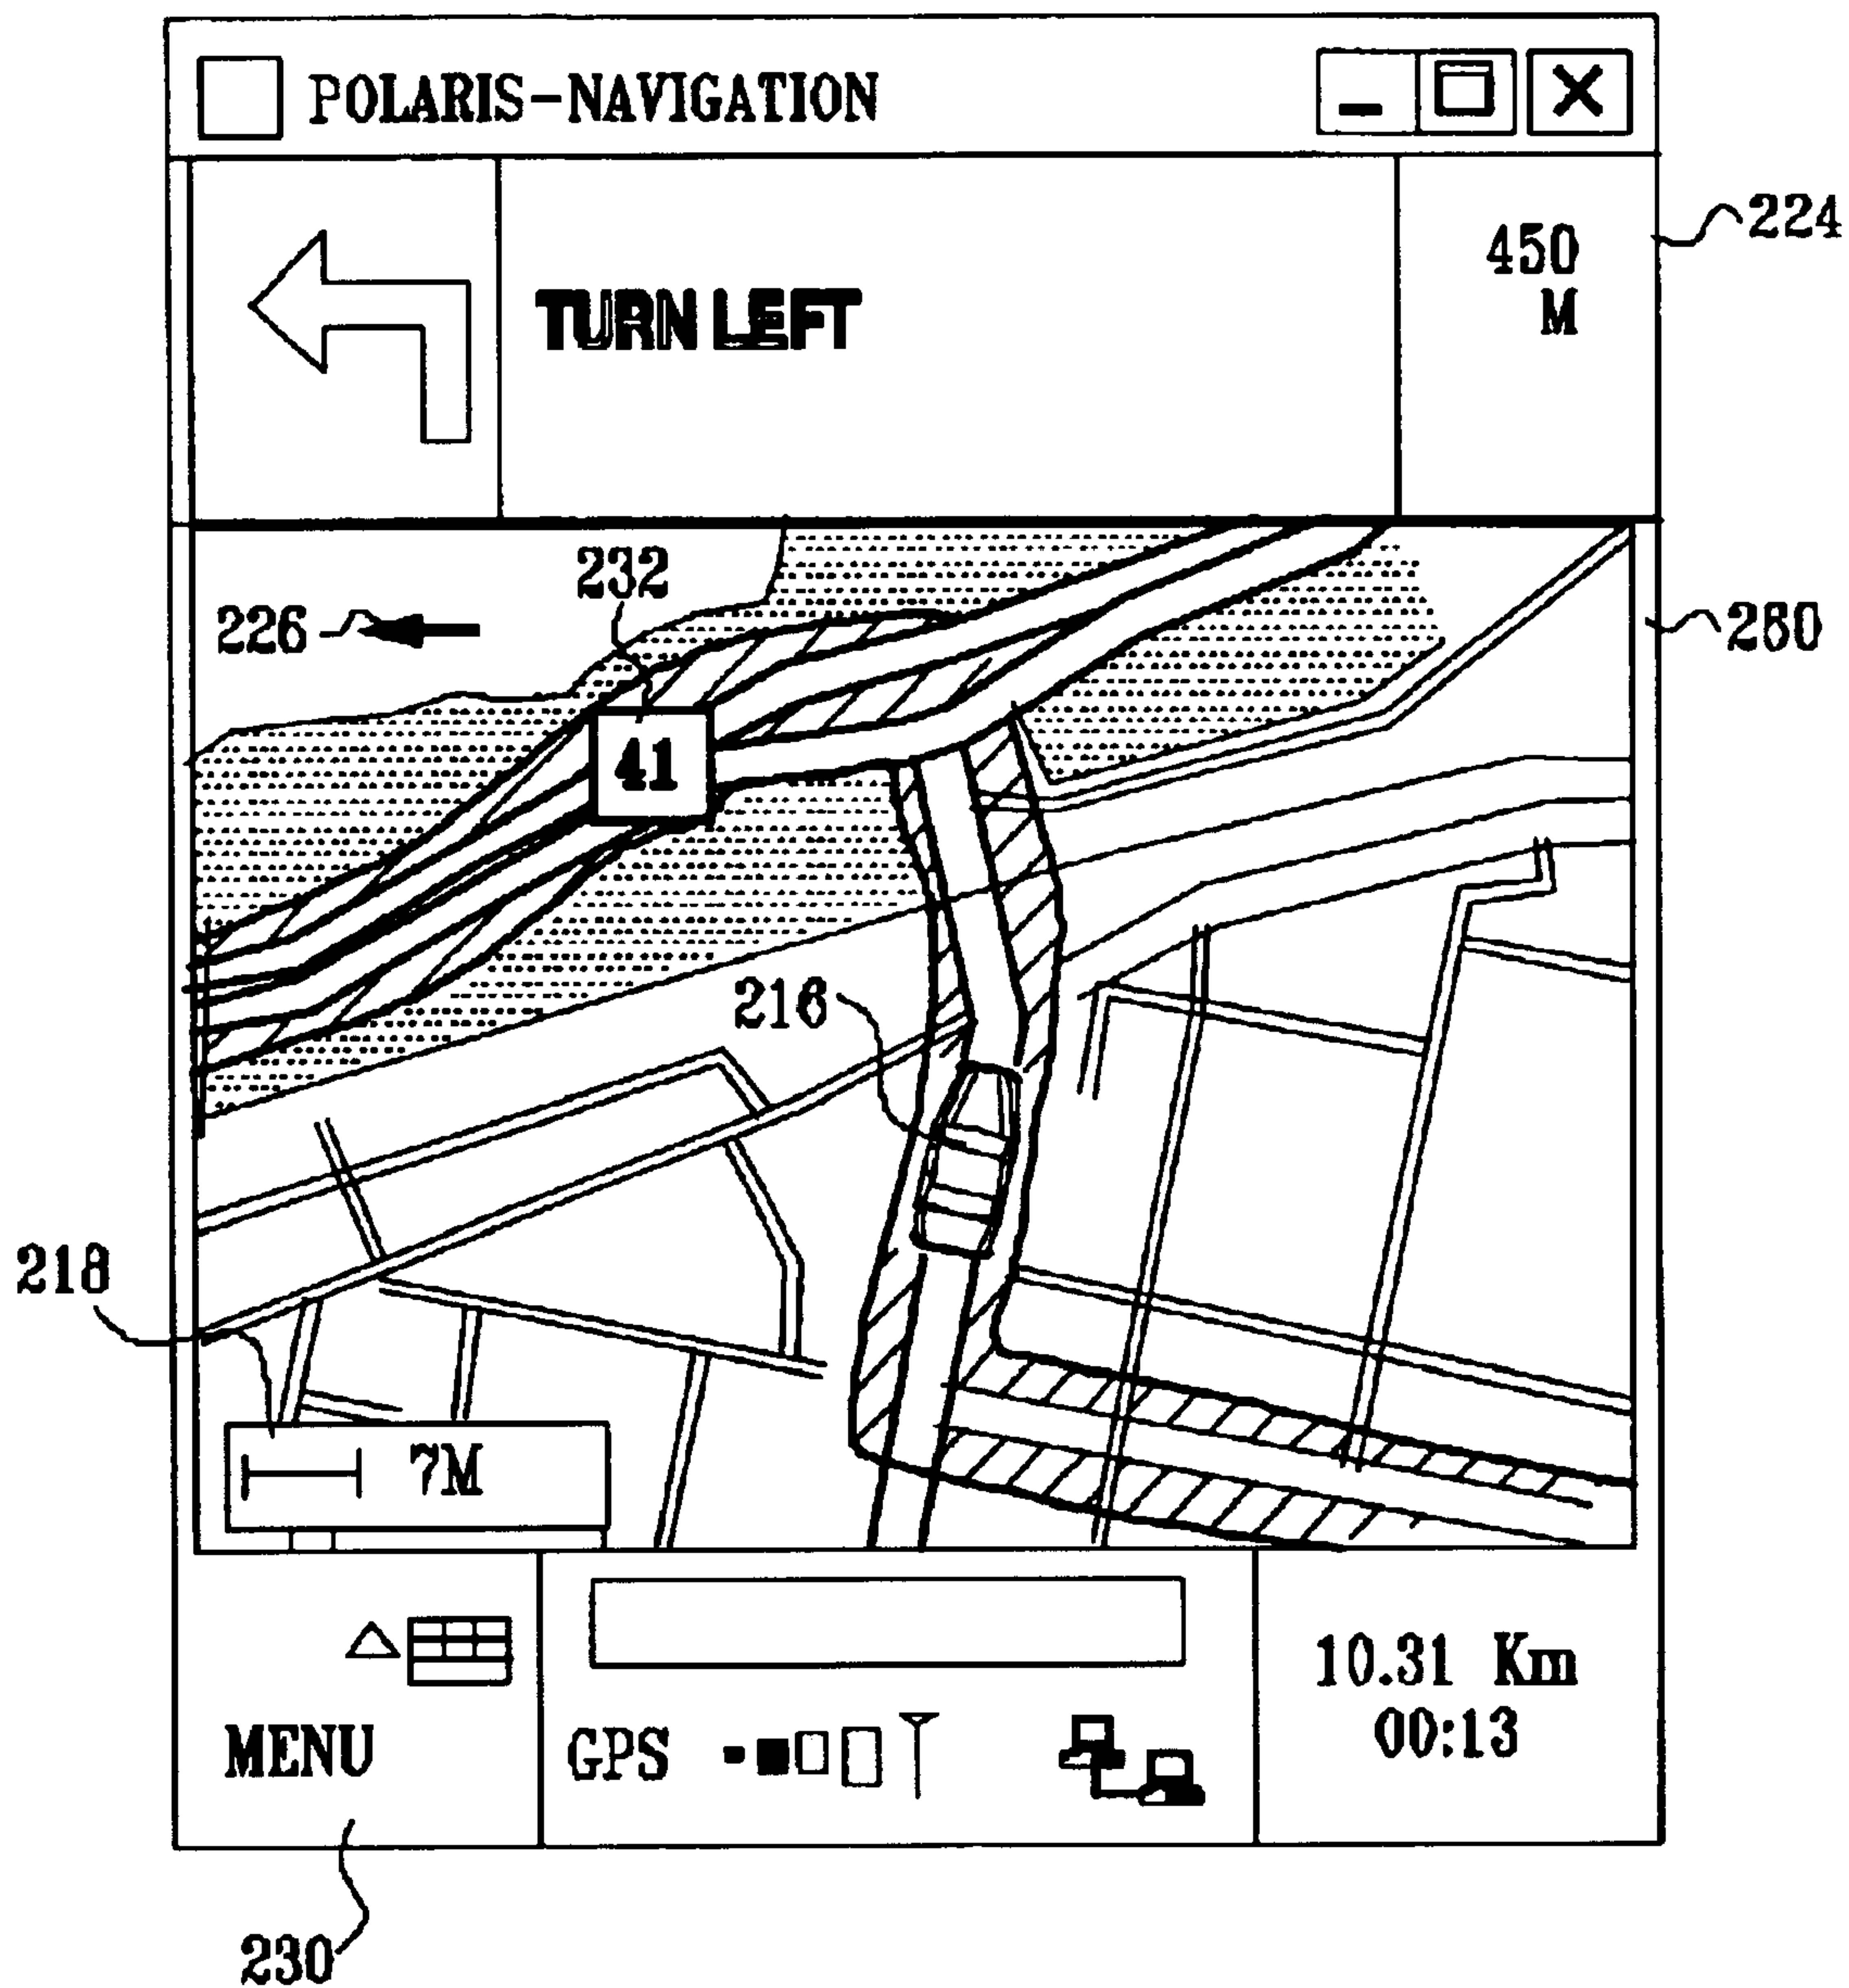 POLARIS-NAVIGATION
224
450
M
TURN LEFT
232
226
260
41
216
218
7M
10.31 Km
00:13
MENU
GPS
230